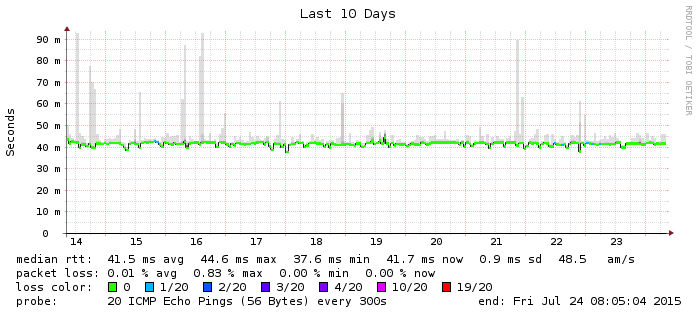 Last 10 Days
RRDTOOL / TOBI OETIKER
Seconds
90 m
80 m
70 m
60 m
50 m
40 m
30 m
20 m
10 m
0
14 15 16 17 18 19 20 21 22 23
median rtt: 41.5 ms avg 44.6 ms max 37.6 ms min 41.7 ms now 0.9 ms sd 48.5 am/s
packet loss: 0.01 % avg 0.83 % max 0.00 % min 0.00 % now
loss color: 0 1/20 2/20 3/20 4/20 10/20 19/20
probe: 20 ICMP Echo Pings (56 Bytes) every 300s end: Fri Jul 24 08:05:04 2015